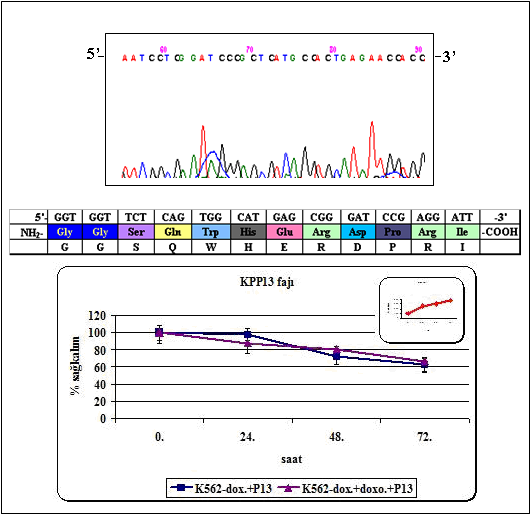 60 70 80 90
5’- AATCCTCGGATCCCGCTCATGCCACTGAGAACCACC -3’
5'- GGT GGT TCT CAG TGG CAT GAG CGG GAT CCG AGG ATT -3'
NH2- Gly Gly Ser Gln Trp His Glu Arg Asp Pro Arg Ile -COOH
G G S Q W H E R D P R I
KPP13 fajı
120
100
80
60
40
20
0
% sağkalım
0. 24. 48. 72.
saat
K562-dox.+P13 K562-dox.+doxo.+P13